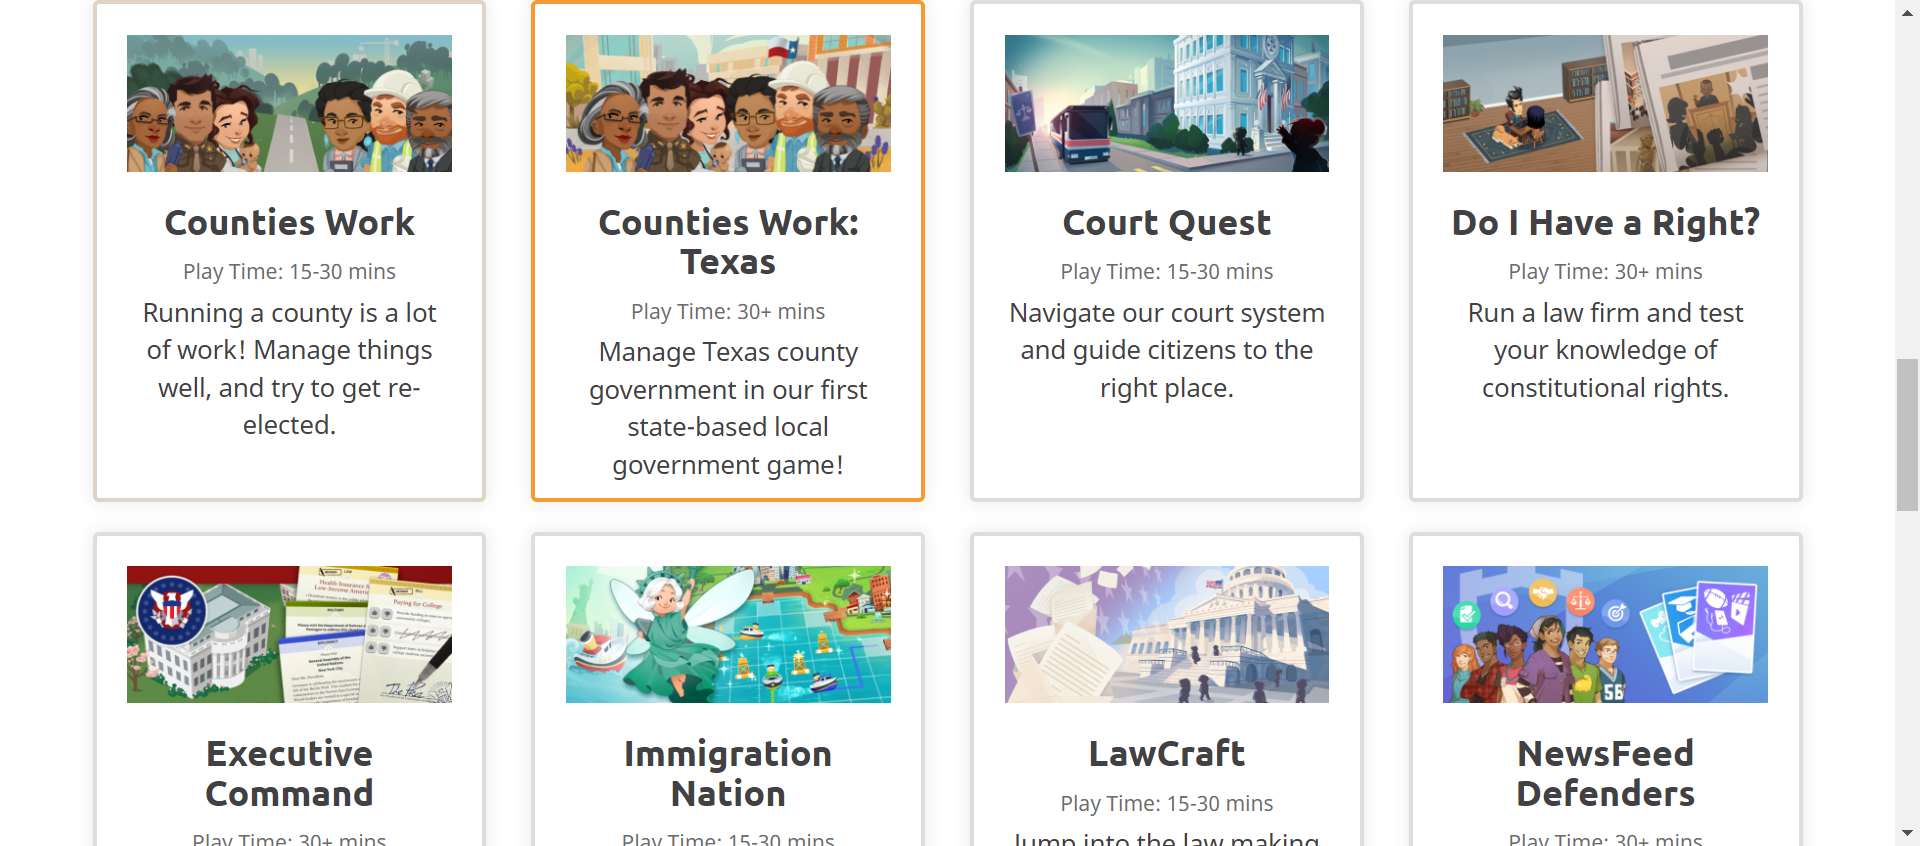 Counties Work
Play Time: 15-30 mins
Running a county is a lot
of work! Manage things
well, and try to get re-
elected.
Counties Work:
Texas
Play Time: 30+ mins
Manage Texas county
government in our first
state-based local
government game!
Court Quest
Play Time: 15-30 mins
Navigate our court system
and guide citizens to the
right place.
Do I Have a Right?
Play Time: 30+ mins
Run a law firm and test
your knowledge of
constitutional rights.
Paying for College
56
Executive
Command
Play Time: 30+ mins
Immigration
Nation
Play Time: 15-30 mins
LawCraft
Play Time: 15-30 mins
Jump into the law making
NewsFeed
Defenders
Play Time: 30+ mins